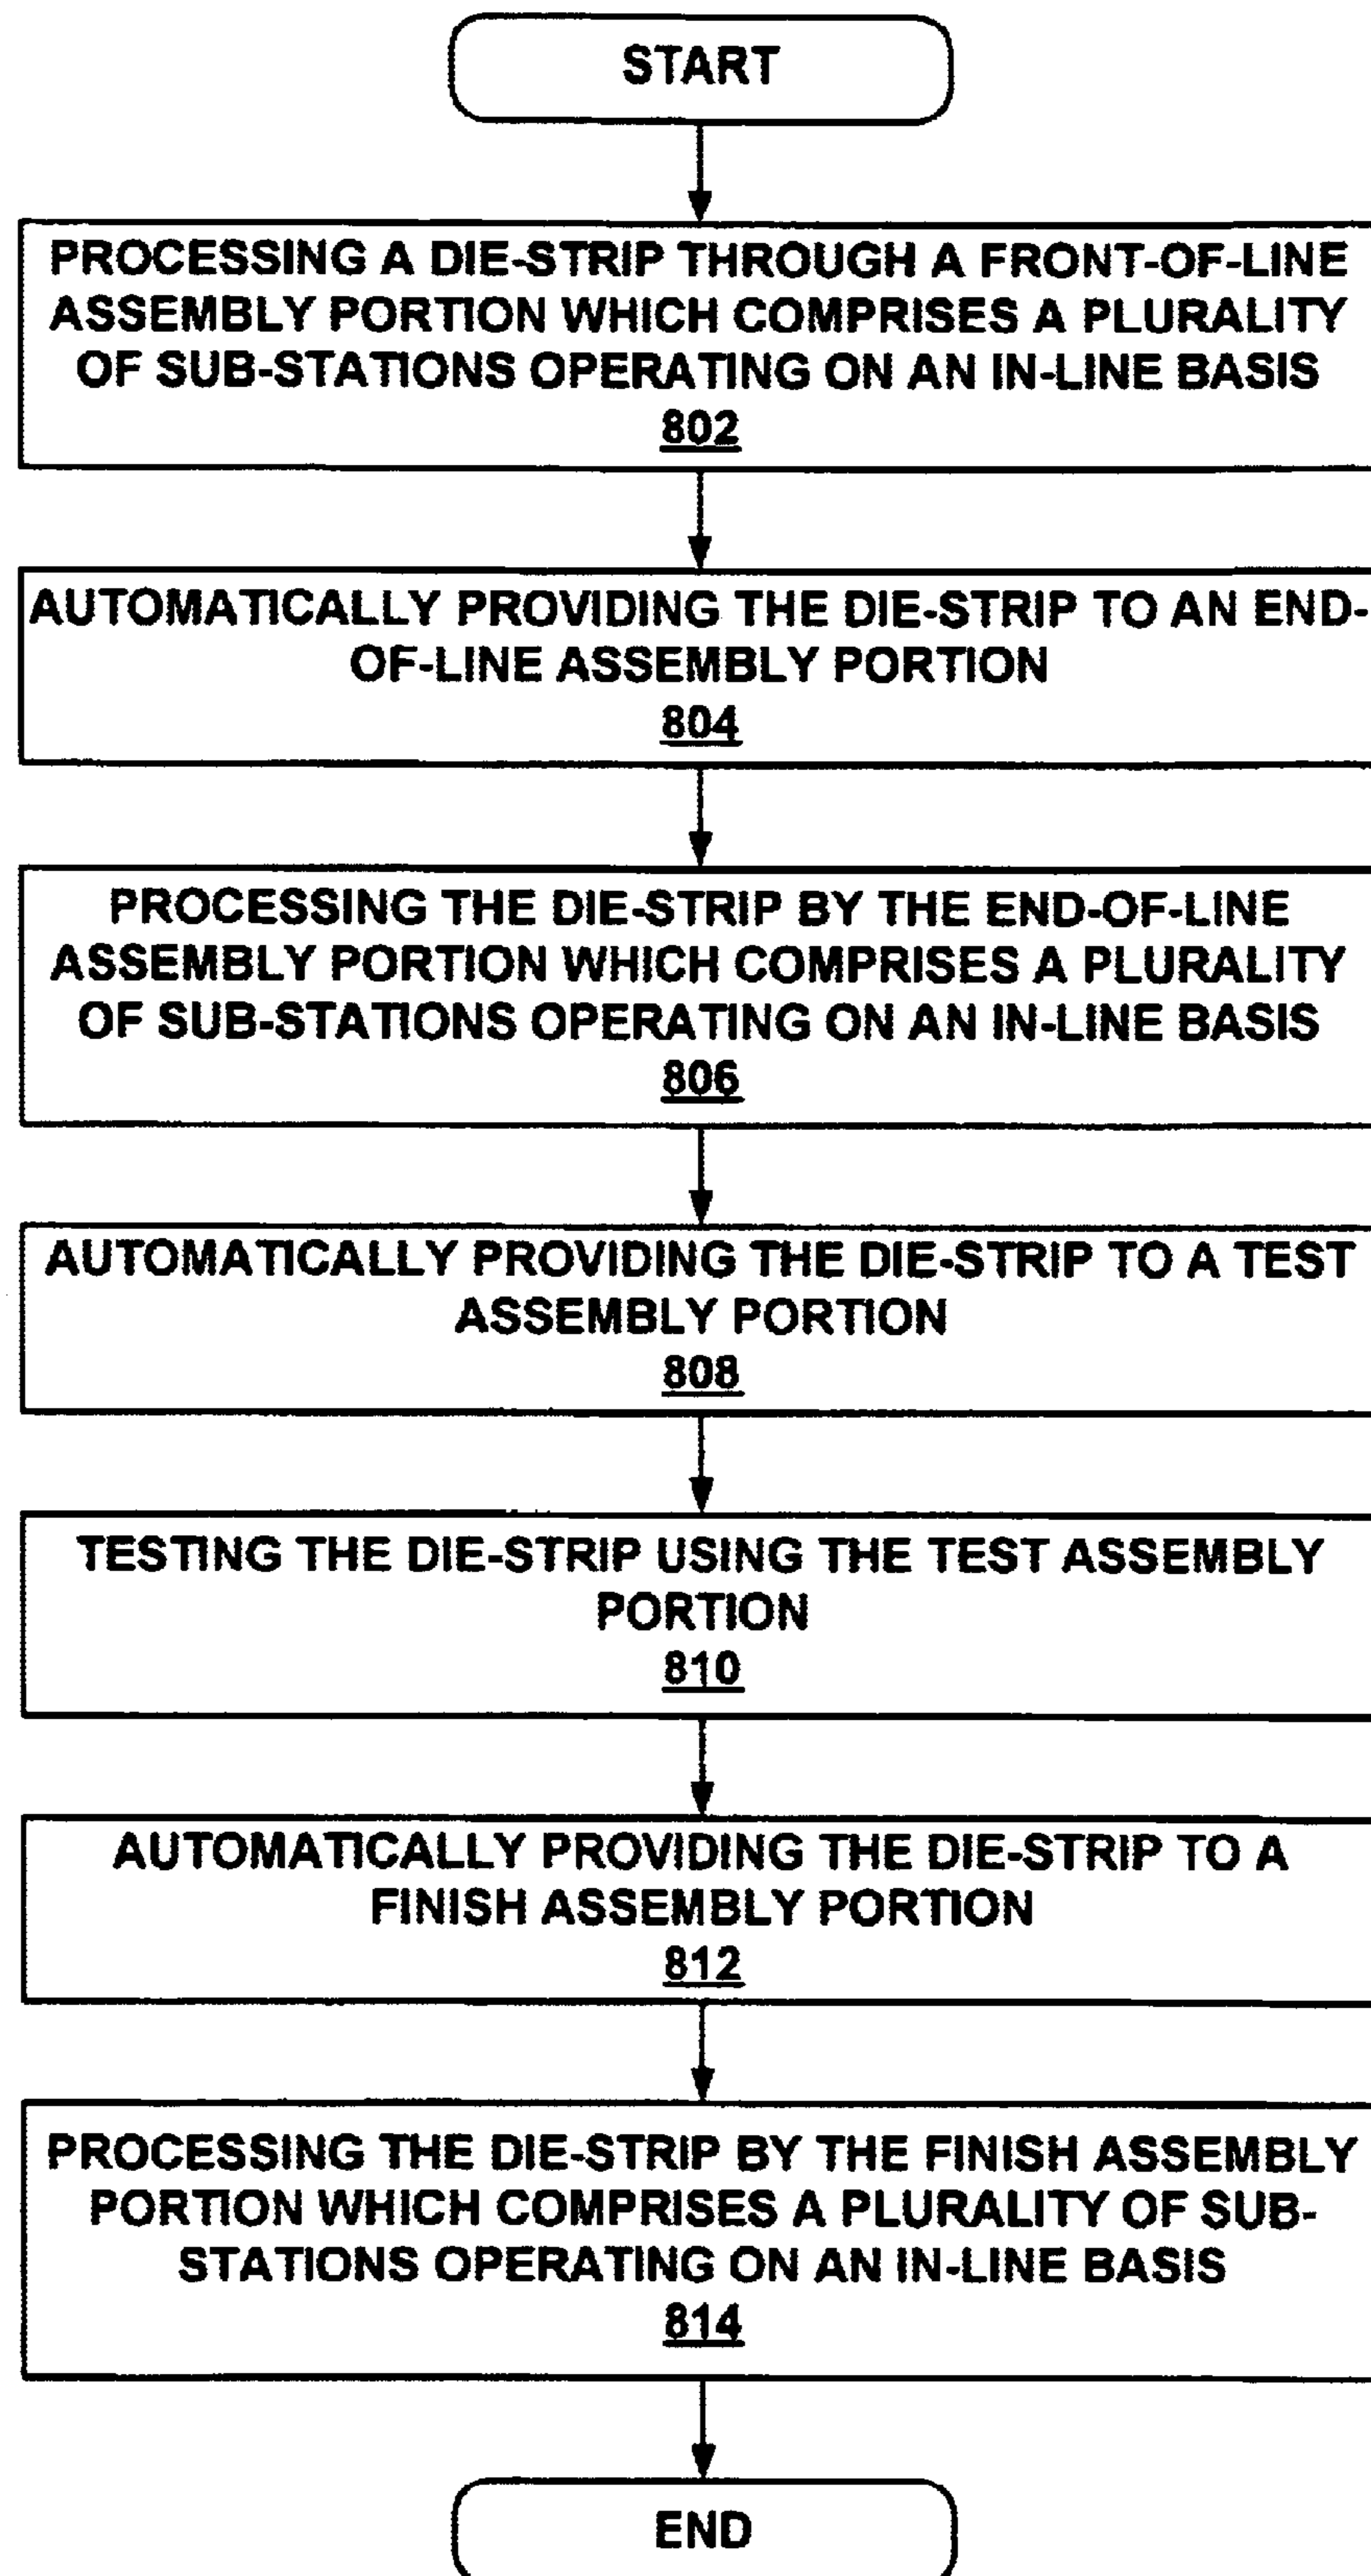 START
PROCESSING A DIE-STRIP THROUGH A FRONT-OF-LINE
ASSEMBLY PORTION WHICH COMPRISES A PLURALITY
OF SUB-STATIONS OPERATING ON AN IN-LINE BASIS
802
AUTOMATICALLY PROVIDING THE DIE-STRIP TO AN END-
OF-LINE ASSEMBLY PORTION
804
PROCESSING THE DIE-STRIP BY THE END-OF-LINE
ASSEMBLY PORTION WHICH COMPRISES A PLURALITY
OF SUB-STATIONS OPERATING ON AN IN-LINE BASIS
806
AUTOMATICALLY PROVIDING THE DIE-STRIP TO A TEST
ASSEMBLY PORTION
808
TESTING THE DIE-STRIP USING THE TEST ASSEMBLY
PORTION
810
AUTOMATICALLY PROVIDING THE DIE-STRIP TO A
FINISH ASSEMBLY PORTION
812
PROCESSING THE DIE-STRIP BY THE FINISH ASSEMBLY
PORTION WHICH COMPRISES A PLURALITY OF SUB-
STATIONS OPERATING ON AN IN-LINE BASIS
814
END